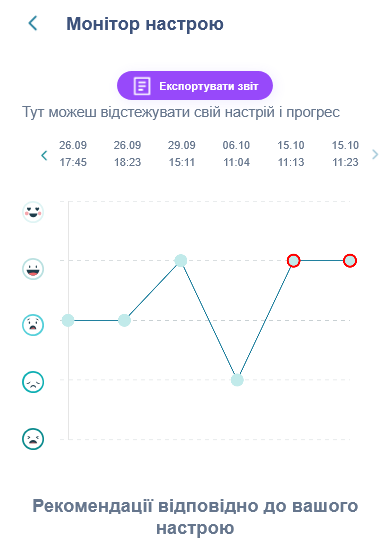 Монітор настрою
Експортувати звіт
Тут можеш відстежувати свій настрій і прогрес
26.09 26.09 29.09 06.10 15.10 15.10
17:45 18:23 15:11 11:04 11:13 11:23
Рекомендації відповідно до вашого
настрою